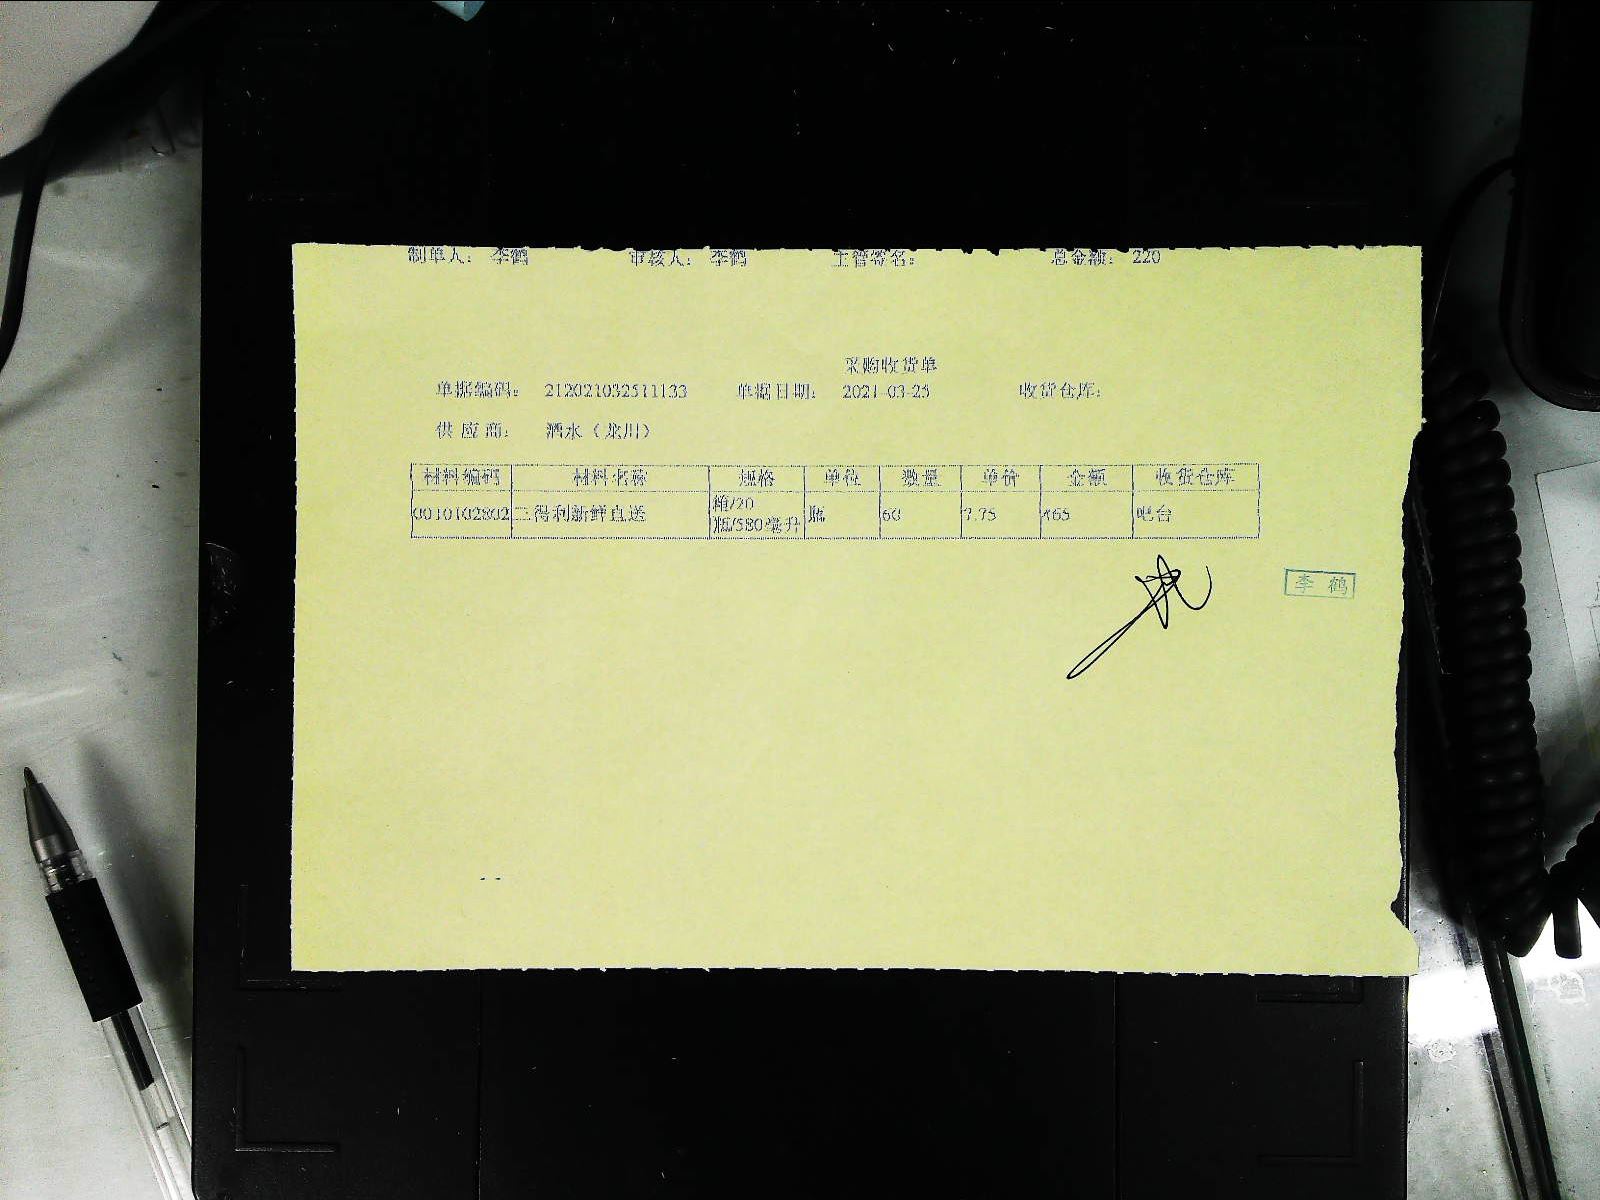 制单人： 李鹤 审核人： 李鹤 主管签名： 总金额： 220
采购收货单
单据编码： 212021032511133 单据日期： 2021-03-25 收货仓库：
供 应 商： 酒水（龙川）
材料编码 材料名称 规格 单位 数量 单价 金额 收货仓库
0010102802 三得利新鲜直送 箱/20 瓶/580毫升 瓶 60 7.75 465 吧台
李 鹤